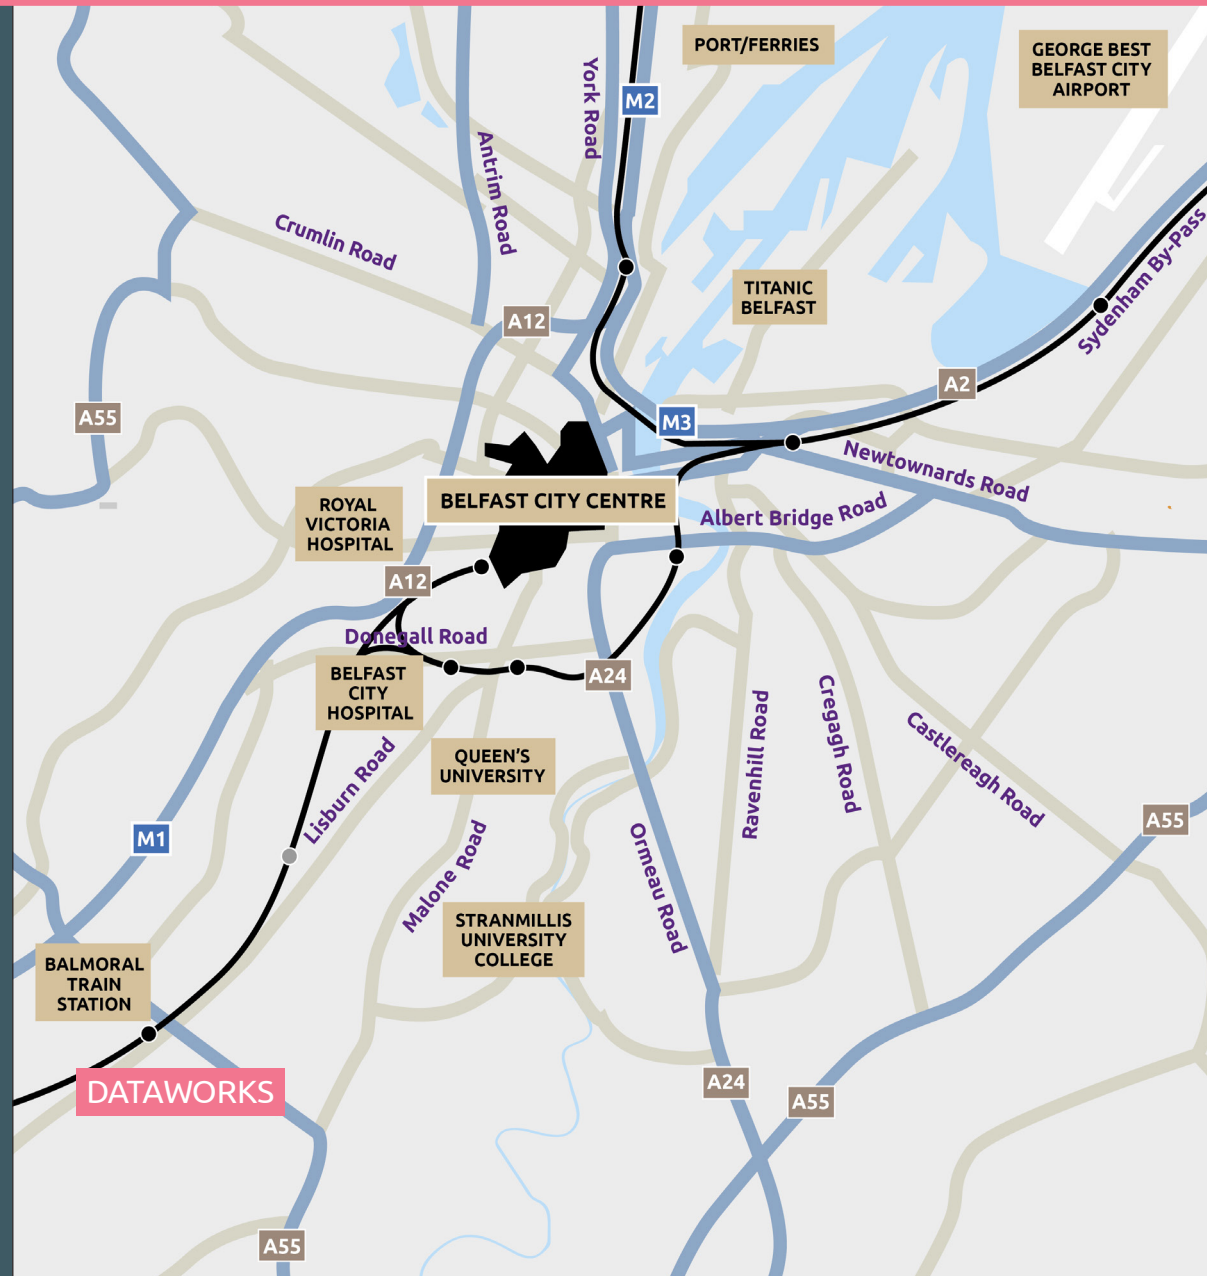 PORT/FERRIES
GEORGE BEST
BELFAST CITY
AIRPORT
York Road
M2
Antrim Road
Crumlin Road
Sydenham By-Pass
TITANIC
BELFAST
A12
A2
A55
M3
Newtownards Road
BELFAST CITY CENTRE
ROYAL
VICTORIA
HOSPITAL
Albert Bridge Road
A12
Donegall Road
BELFAST
CITY
HOSPITAL
A24
Ravenhill Road
Cregagh Road
Castlereagh Road
QUEEN'S
UNIVERSITY
Lisburn Road
M1
A55
Malone Road
Ormeau Road
STRANMILLIS
UNIVERSITY
COLLEGE
BALMORAL
TRAIN
STATION
DATAWORKS
A24
A55
A55